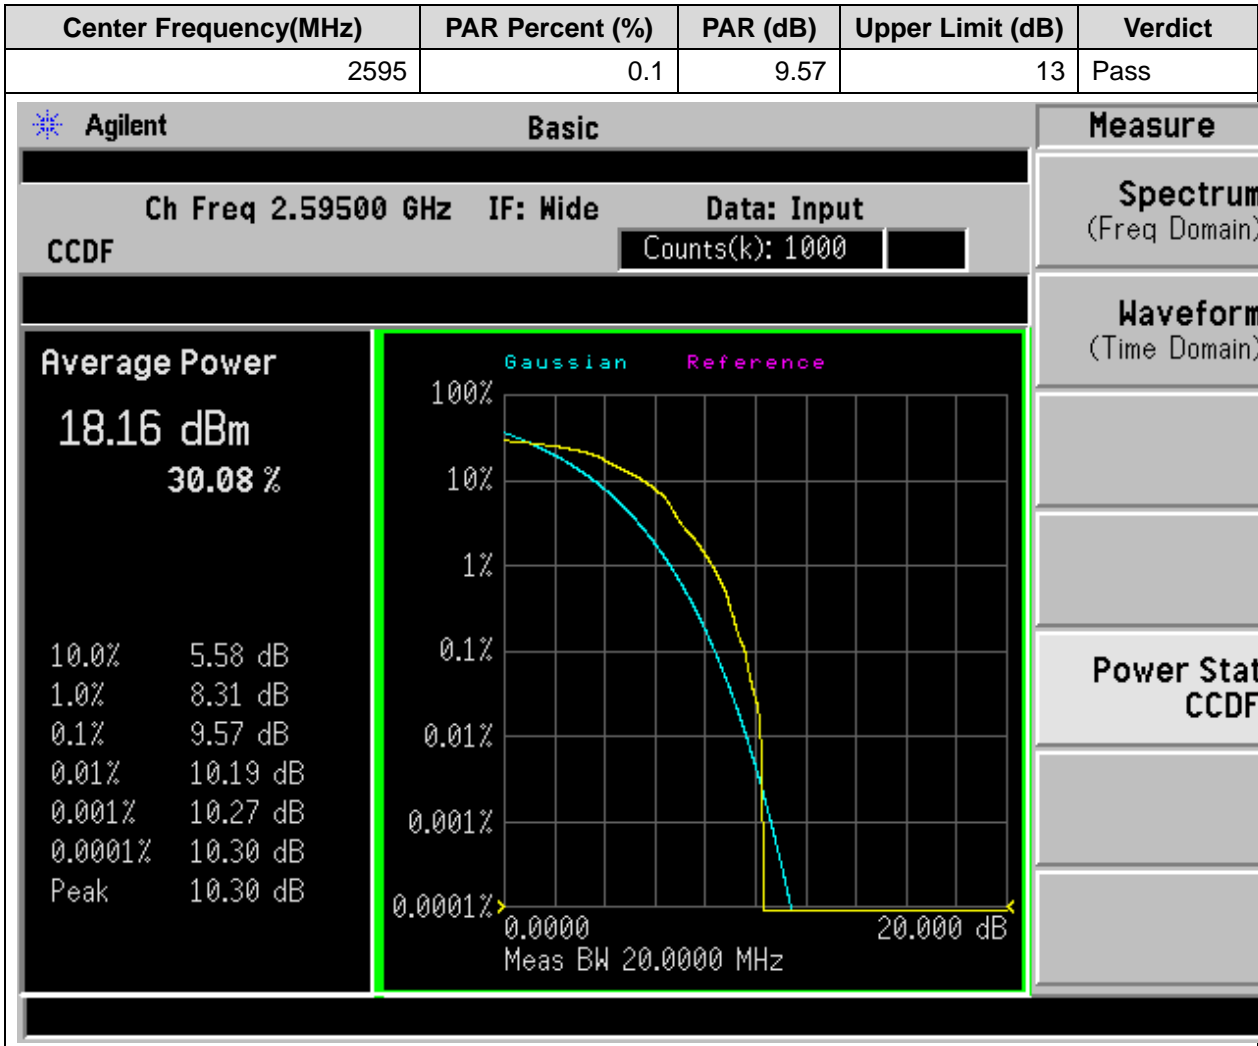 Center Frequency(MHz) PAR Percent (%) PAR (dB) Upper Limit (dB) Verdict
2595 0.1 9.57 13 Pass
Agilent Basic Measure
Ch Freq 2.59500 GHz IF: Wide Data: Input
CCDF Counts(k): 1000
Spectrum
(Freq Domain)
Waveform
(Time Domain)
Power Stat
CCDF
Average Power
18.16 dBm
30.08 %
10.0% 5.58 dB
1.0% 8.31 dB
0.1% 9.57 dB
0.01% 10.19 dB
0.001% 10.27 dB
0.0001% 10.30 dB
Peak 10.30 dB
Gaussian Reference
100%
10%
1%
0.1%
0.01%
0.001%
0.0001%
0.0000 20.000 dB
Meas BW 20.0000 MHz